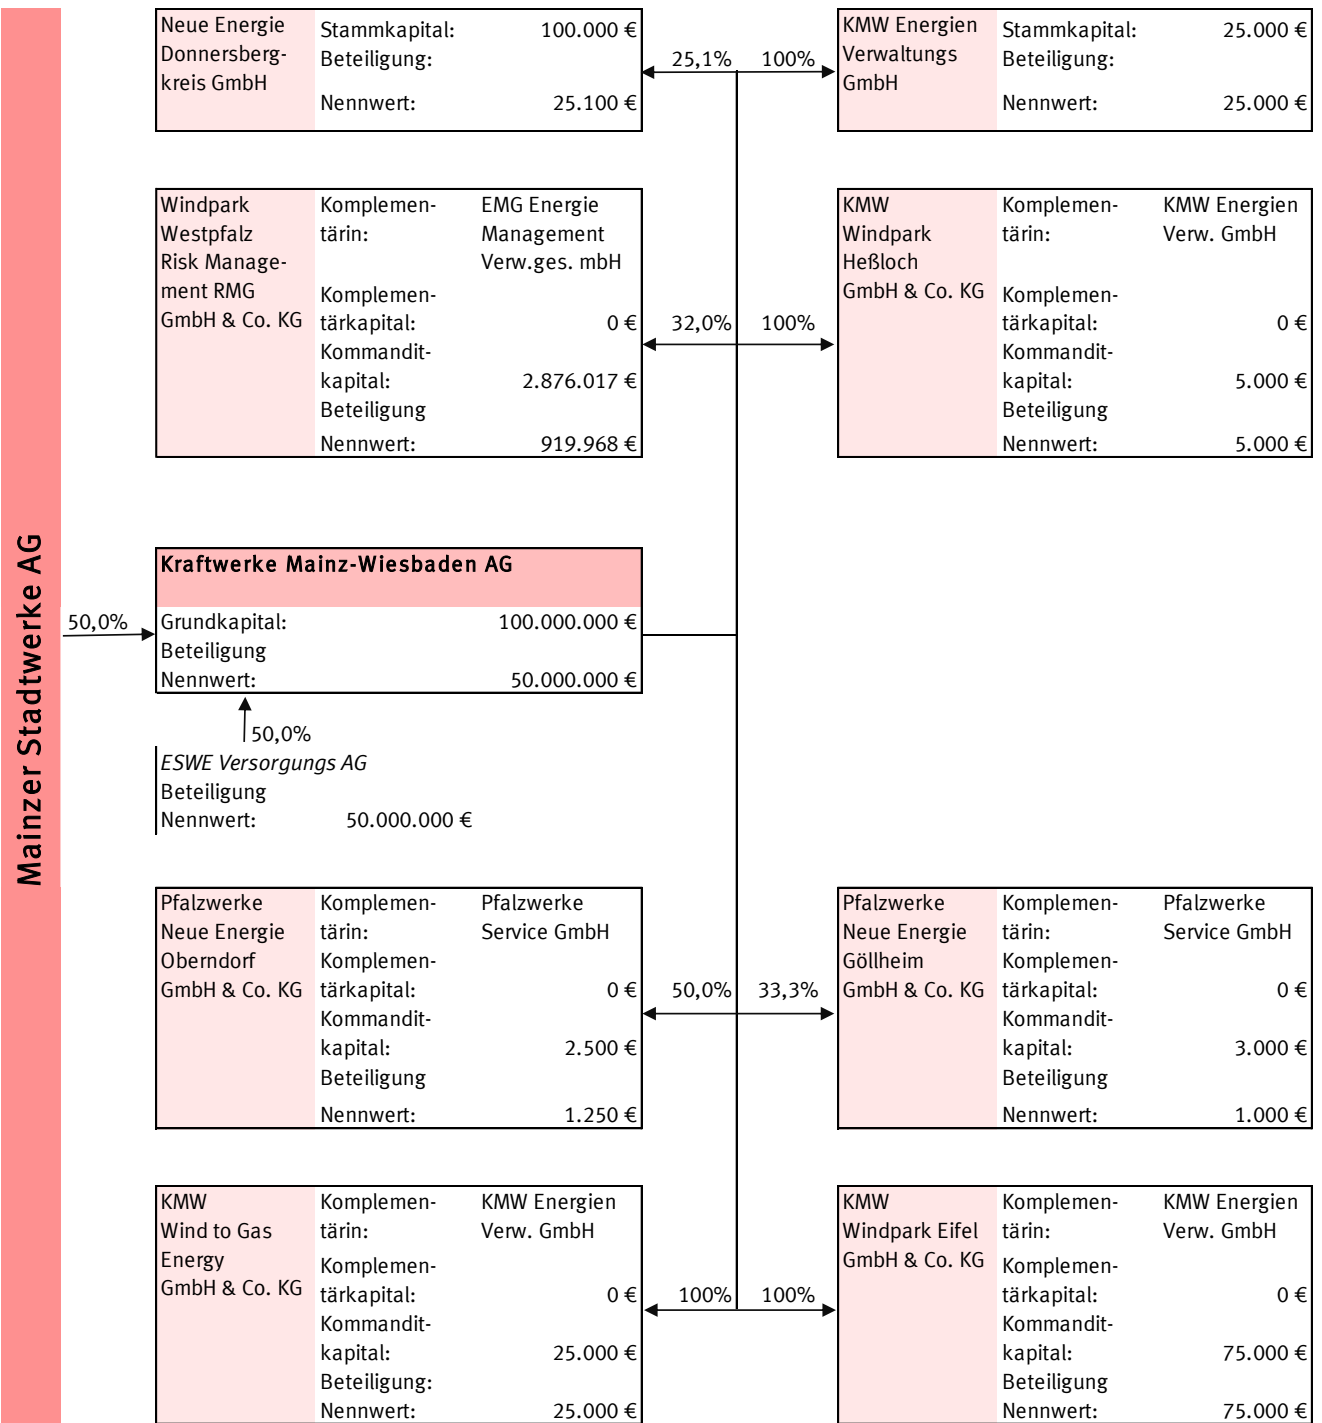 Mainzer Stadtwerke AG
Neue Energie
Donnersberg-
kreis GmbH
Stammkapital: 100.000 €
Beteiligung:
Nennwert: 25.100 €
25,1% 100%
KMW Energien
Verwaltungs
GmbH
Stammkapital: 25.000 €
Beteiligung:
Nennwert: 25.000 €
Windpark
Westpfalz
Risk Manage-
ment RMG
GmbH & Co. KG
Komplemen- EMG Energie
tärin: Management
Verw.ges. mbH
Komplemen-
tärkapital: 0 €
Kommandit-
kapital: 2.876.017 €
Beteiligung
Nennwert: 919.968 €
32,0% 100%
KMW
Windpark
Heßloch
GmbH & Co. KG
Komplemen- KMW Energien
tärin: Verw. GmbH
Komplemen-
tärkapital: 0 €
Kommandit-
kapital: 5.000 €
Beteiligung
Nennwert: 5.000 €
50,0%
Kraftwerke Mainz-Wiesbaden AG
Grundkapital: 100.000.000 €
Beteiligung
Nennwert: 50.000.000 €
50,0%
ESWE Versorgungs AG
Beteiligung
Nennwert: 50.000.000 €
Pfalzwerke
Neue Energie
Oberndorf
GmbH & Co. KG
Komplemen- Pfalzwerke
tärin: Service GmbH
Komplemen-
tärkapital: 0 €
Kommandit-
kapital: 2.500 €
Beteiligung
Nennwert: 1.250 €
50,0% 33,3%
Pfalzwerke
Neue Energie
Göllheim
GmbH & Co. KG
Komplemen- Pfalzwerke
tärin: Service GmbH
Komplemen-
tärkapital: 0 €
Kommandit-
kapital: 3.000 €
Beteiligung
Nennwert: 1.000 €
KMW
Wind to Gas
Energy
GmbH & Co. KG
Komplemen- KMW Energien
tärin: Verw. GmbH
Komplemen-
tärkapital: 0 €
Kommandit-
kapital: 25.000 €
Beteiligung:
Nennwert: 25.000 €
100% 100%
KMW
Windpark Eifel
GmbH & Co. KG
Komplemen- KMW Energien
tärin: Verw. GmbH
Komplemen-
tärkapital: 0 €
Kommandit-
kapital: 75.000 €
Beteiligung
Nennwert: 75.000 €